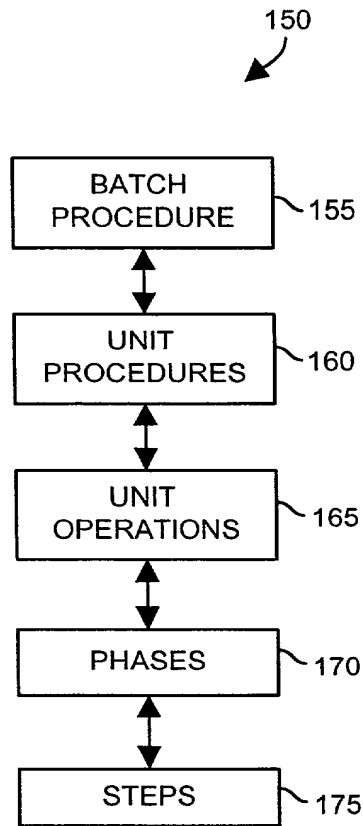 150
BATCH
PROCEDURE
155
UNIT
PROCEDURES
160
UNIT
OPERATIONS
165
PHASES
170
STEPS
175